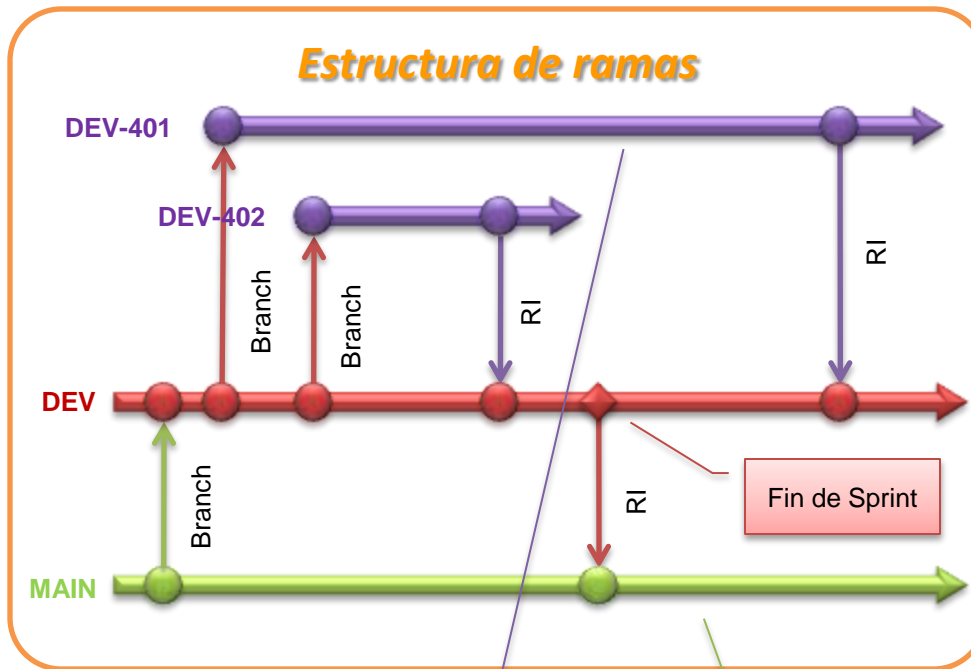 Estructura de ramas
DEV-401
DEV-402
Branch
Branch
RI
RI
DEV
Branch
RI
Fin de Sprint
MAIN